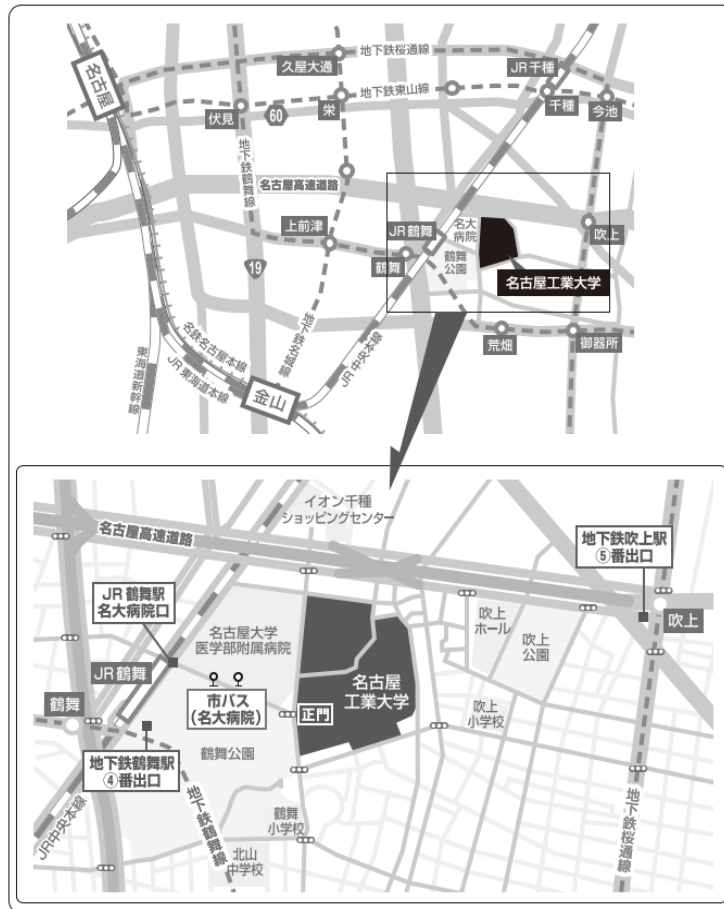 地下鉄桜通線
久屋大通
JR千種
名古屋
地下鉄東山線
栄
千種
伏見
60
今池
地下鉄鶴舞線
名古屋高速道路
名大
病院
JR鶴舞
吹上
上前津
鶴舞
鶴舞
公園
19
名古屋工業大学
地下鉄名城線
JR中央本線
荒畑
御器所
名鉄名古屋本線
JR東海道本線
東海道新幹線
金山
イオン千種
ショッピングセンター
名古屋高速道路
地下鉄吹上駅
⑤番出口
JR鶴舞駅
名大病院口
名古屋大学
医学部附属病院
吹上
ホール
吹上
公園
吹上
JR鶴舞
名古屋
工業大学
鶴舞
市バス
(名大病院)
正門
吹上
小学校
地下鉄鶴舞駅
④番出口
鶴舞公園
地下鉄鶴舞線
JR中央本線
鶴舞
小学校
地下鉄桜通線
北山
中学校